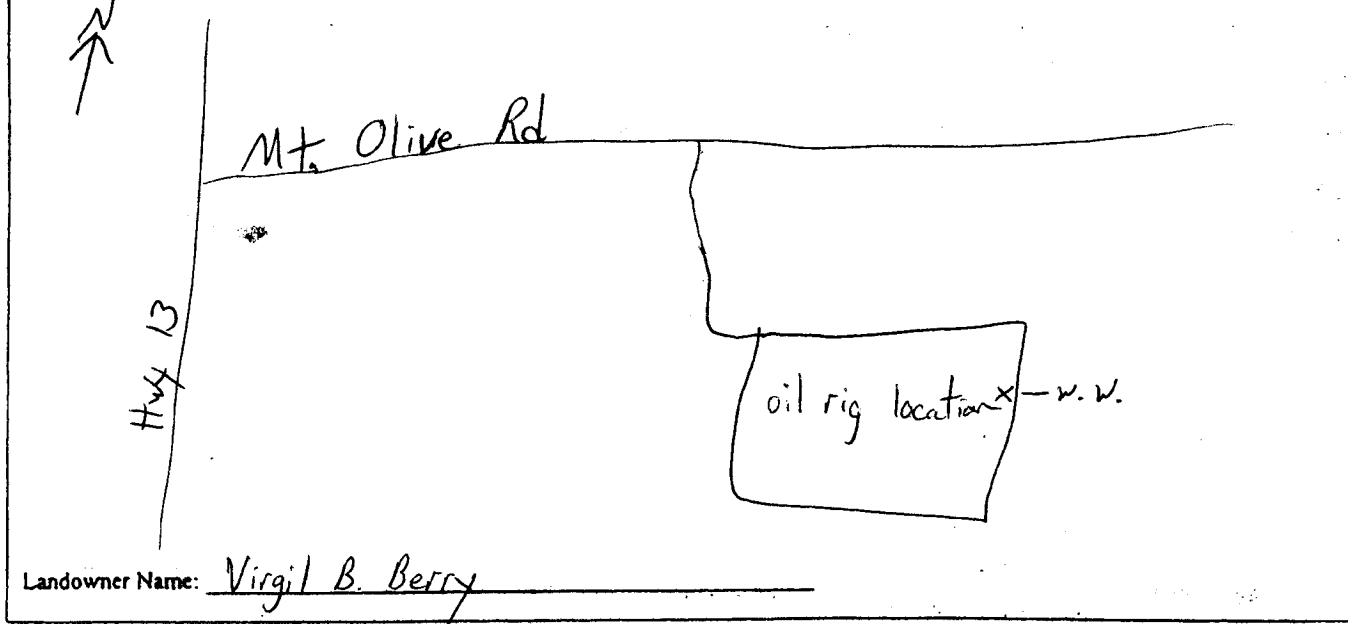 N
Mt. Olive Rd
Hwy 13
oil rig location x - w. w.
Landowner Name: Virgil B. Berry